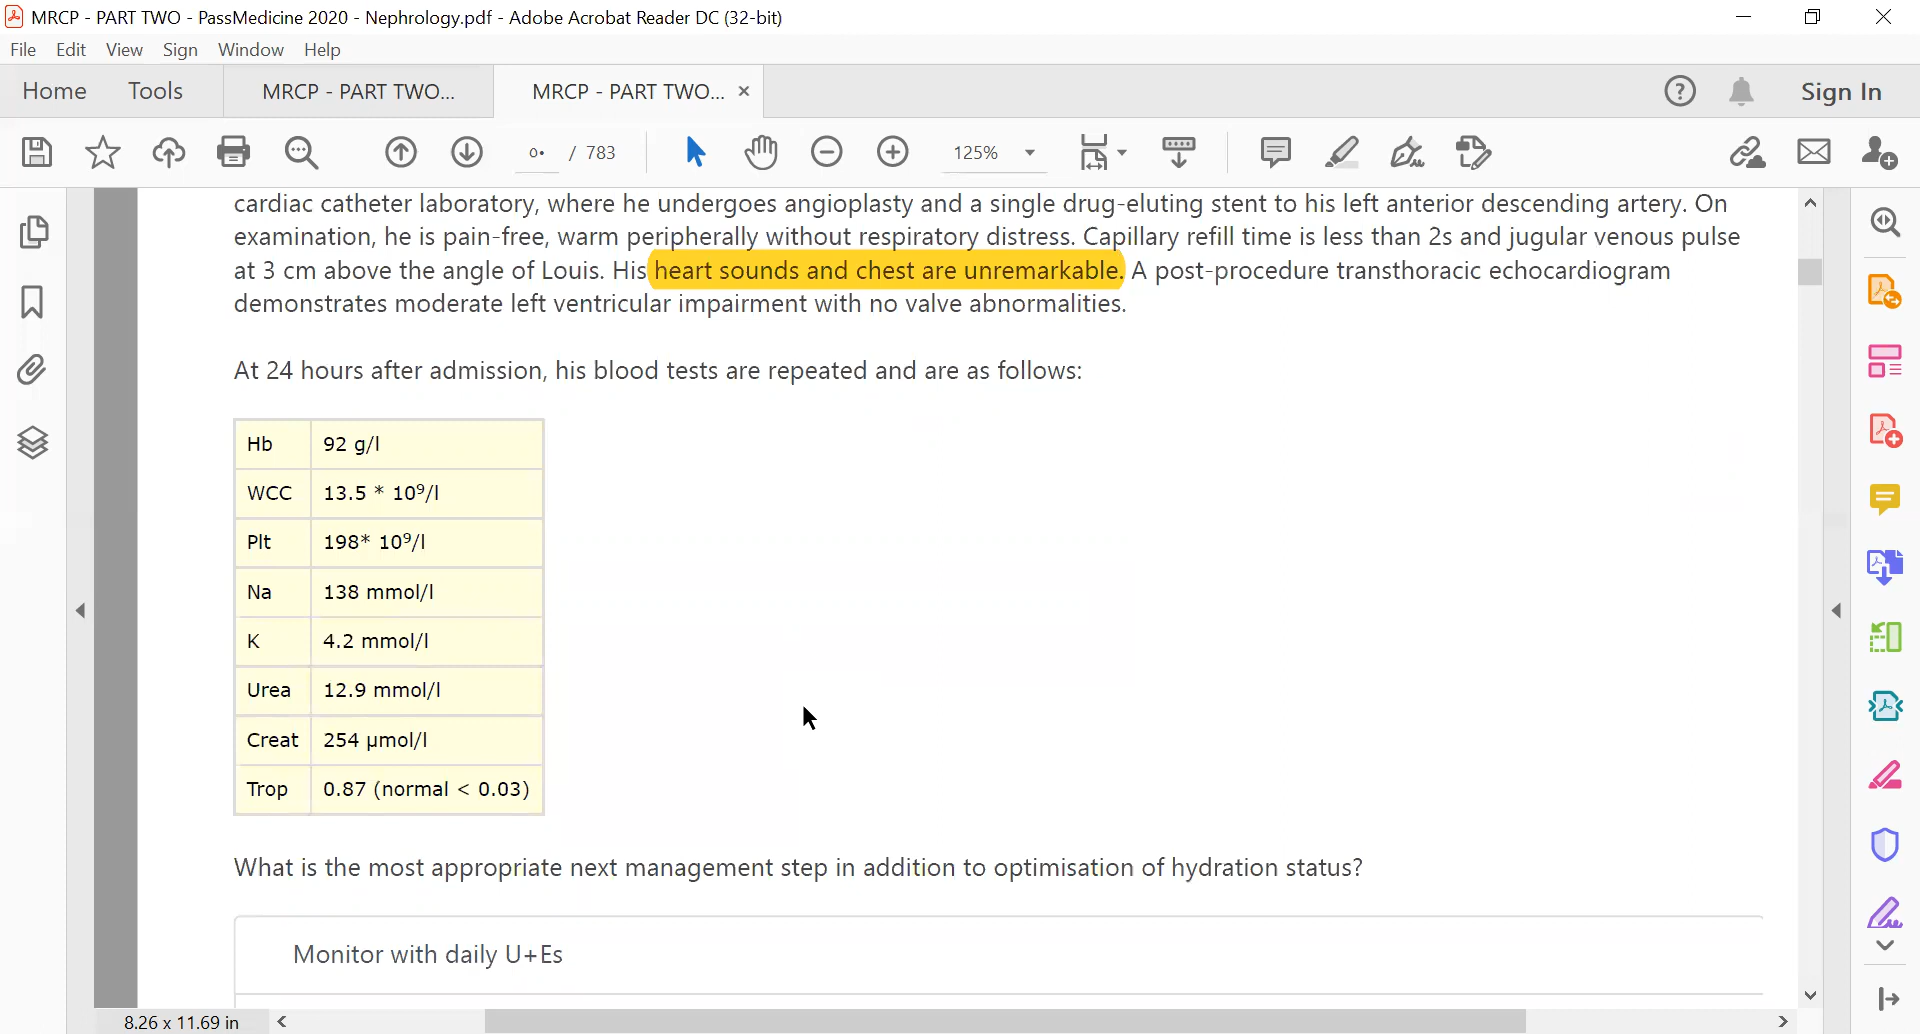 MRCP - PART TWO - PassMedicine 2020 - Nephrology.pdf - Adobe Acrobat Reader DC (32-bit)
File Edit View Sign Window Help
Home Tools MRCP - PART TWO... MRCP - PART TWO... × Sign In
0• / 783 125%
cardiac catheter laboratory, where he undergoes angioplasty and a single drug-eluting stent to his left anterior descending artery. On
examination, he is pain-free, warm peripherally without respiratory distress. Capillary refill time is less than 2s and jugular venous pulse
at 3 cm above the angle of Louis. His heart sounds and chest are unremarkable. A post-procedure transthoracic echocardiogram
demonstrates moderate left ventricular impairment with no valve abnormalities.
At 24 hours after admission, his blood tests are repeated and are as follows:
Hb 92 g/l
WCC 13.5 * 10⁹/l
Plt 198* 10⁹/l
Na 138 mmol/l
K 4.2 mmol/l
Urea 12.9 mmol/l
Creat 254 µmol/l
Trop 0.87 (normal < 0.03)
What is the most appropriate next management step in addition to optimisation of hydration status?
Monitor with daily U+Es
8.26 x 11.69 in